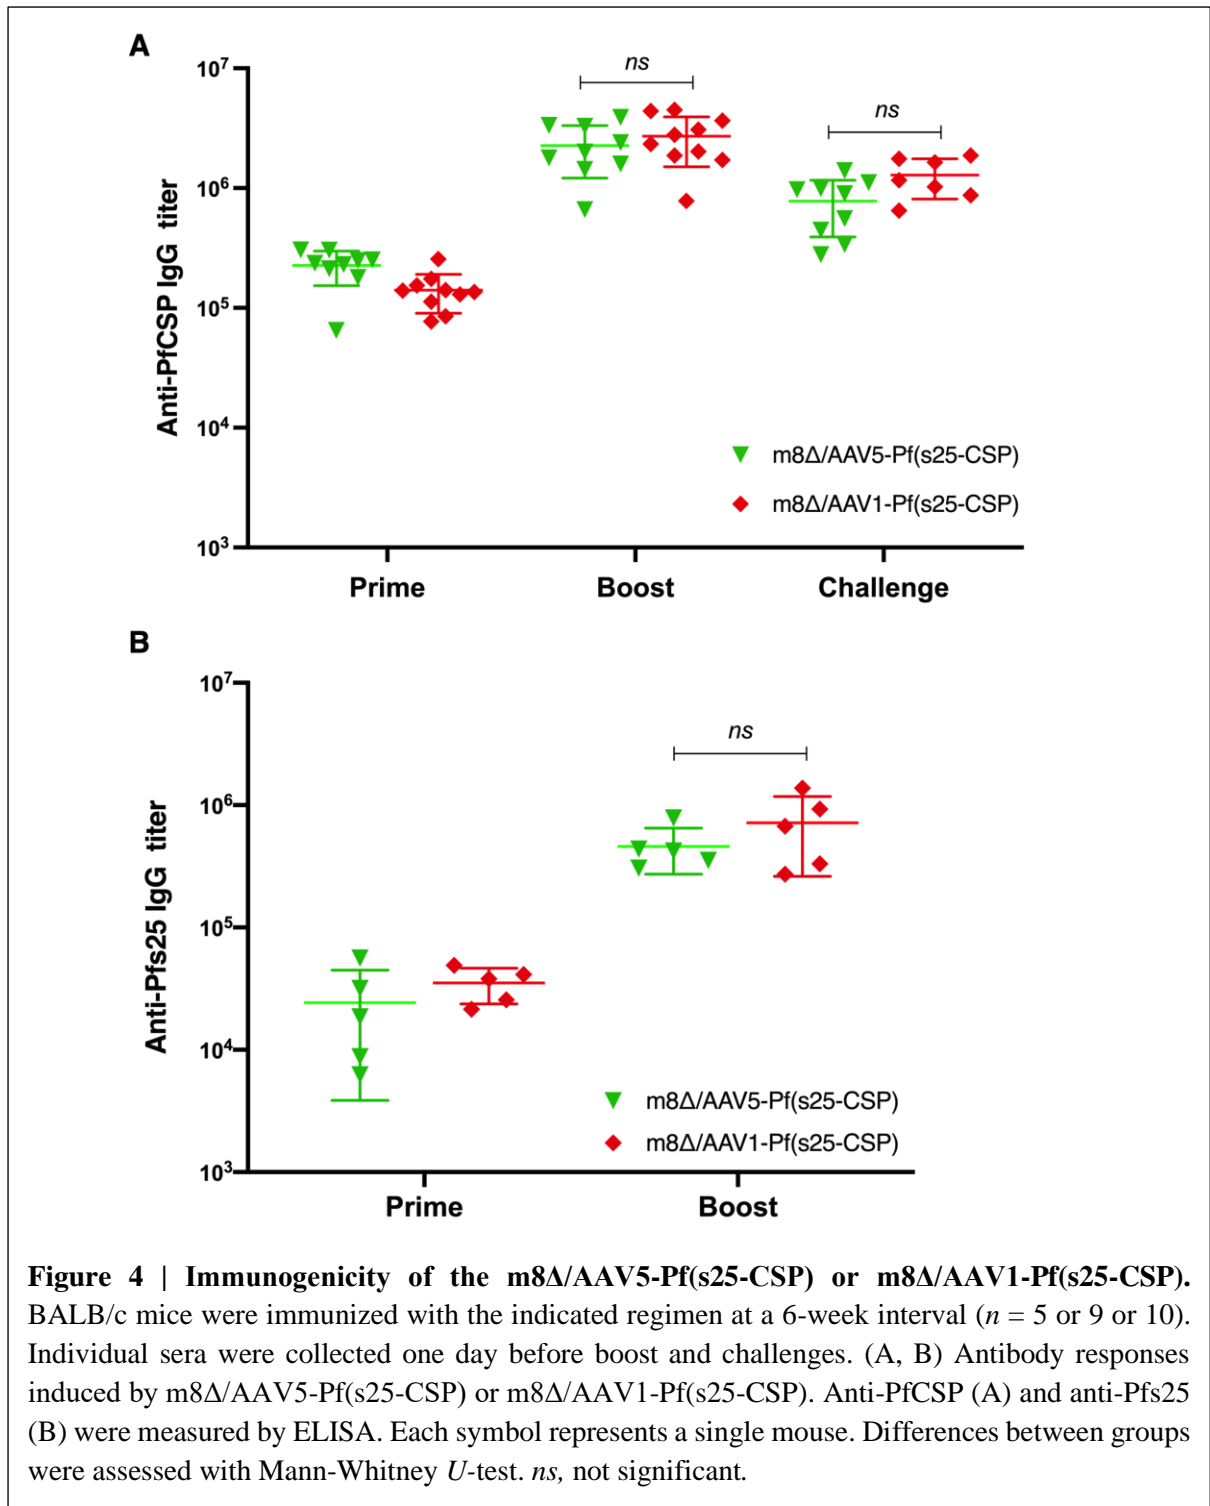 A
10⁷
10⁶
10⁵
10⁴
10³
Anti-PfCSP IgG titer
ns
ns
m8Δ/AAV5-Pf(s25-CSP)
m8Δ/AAV1-Pf(s25-CSP)
Prime Boost Challenge
B
10⁷
10⁶
10⁵
10⁴
10³
Anti-Pfs25 IgG titer
ns
m8Δ/AAV5-Pf(s25-CSP)
m8Δ/AAV1-Pf(s25-CSP)
Prime Boost
Figure 4 | Immunogenicity of the m8Δ/AAV5-Pf(s25-CSP) or m8Δ/AAV1-Pf(s25-CSP).
BALB/c mice were immunized with the indicated regimen at a 6-week interval (n = 5 or 9 or 10).
Individual sera were collected one day before boost and challenges. (A, B) Antibody responses
induced by m8Δ/AAV5-Pf(s25-CSP) or m8Δ/AAV1-Pf(s25-CSP). Anti-PfCSP (A) and anti-Pfs25
(B) were measured by ELISA. Each symbol represents a single mouse. Differences between groups
were assessed with Mann-Whitney U-test. ns, not significant.